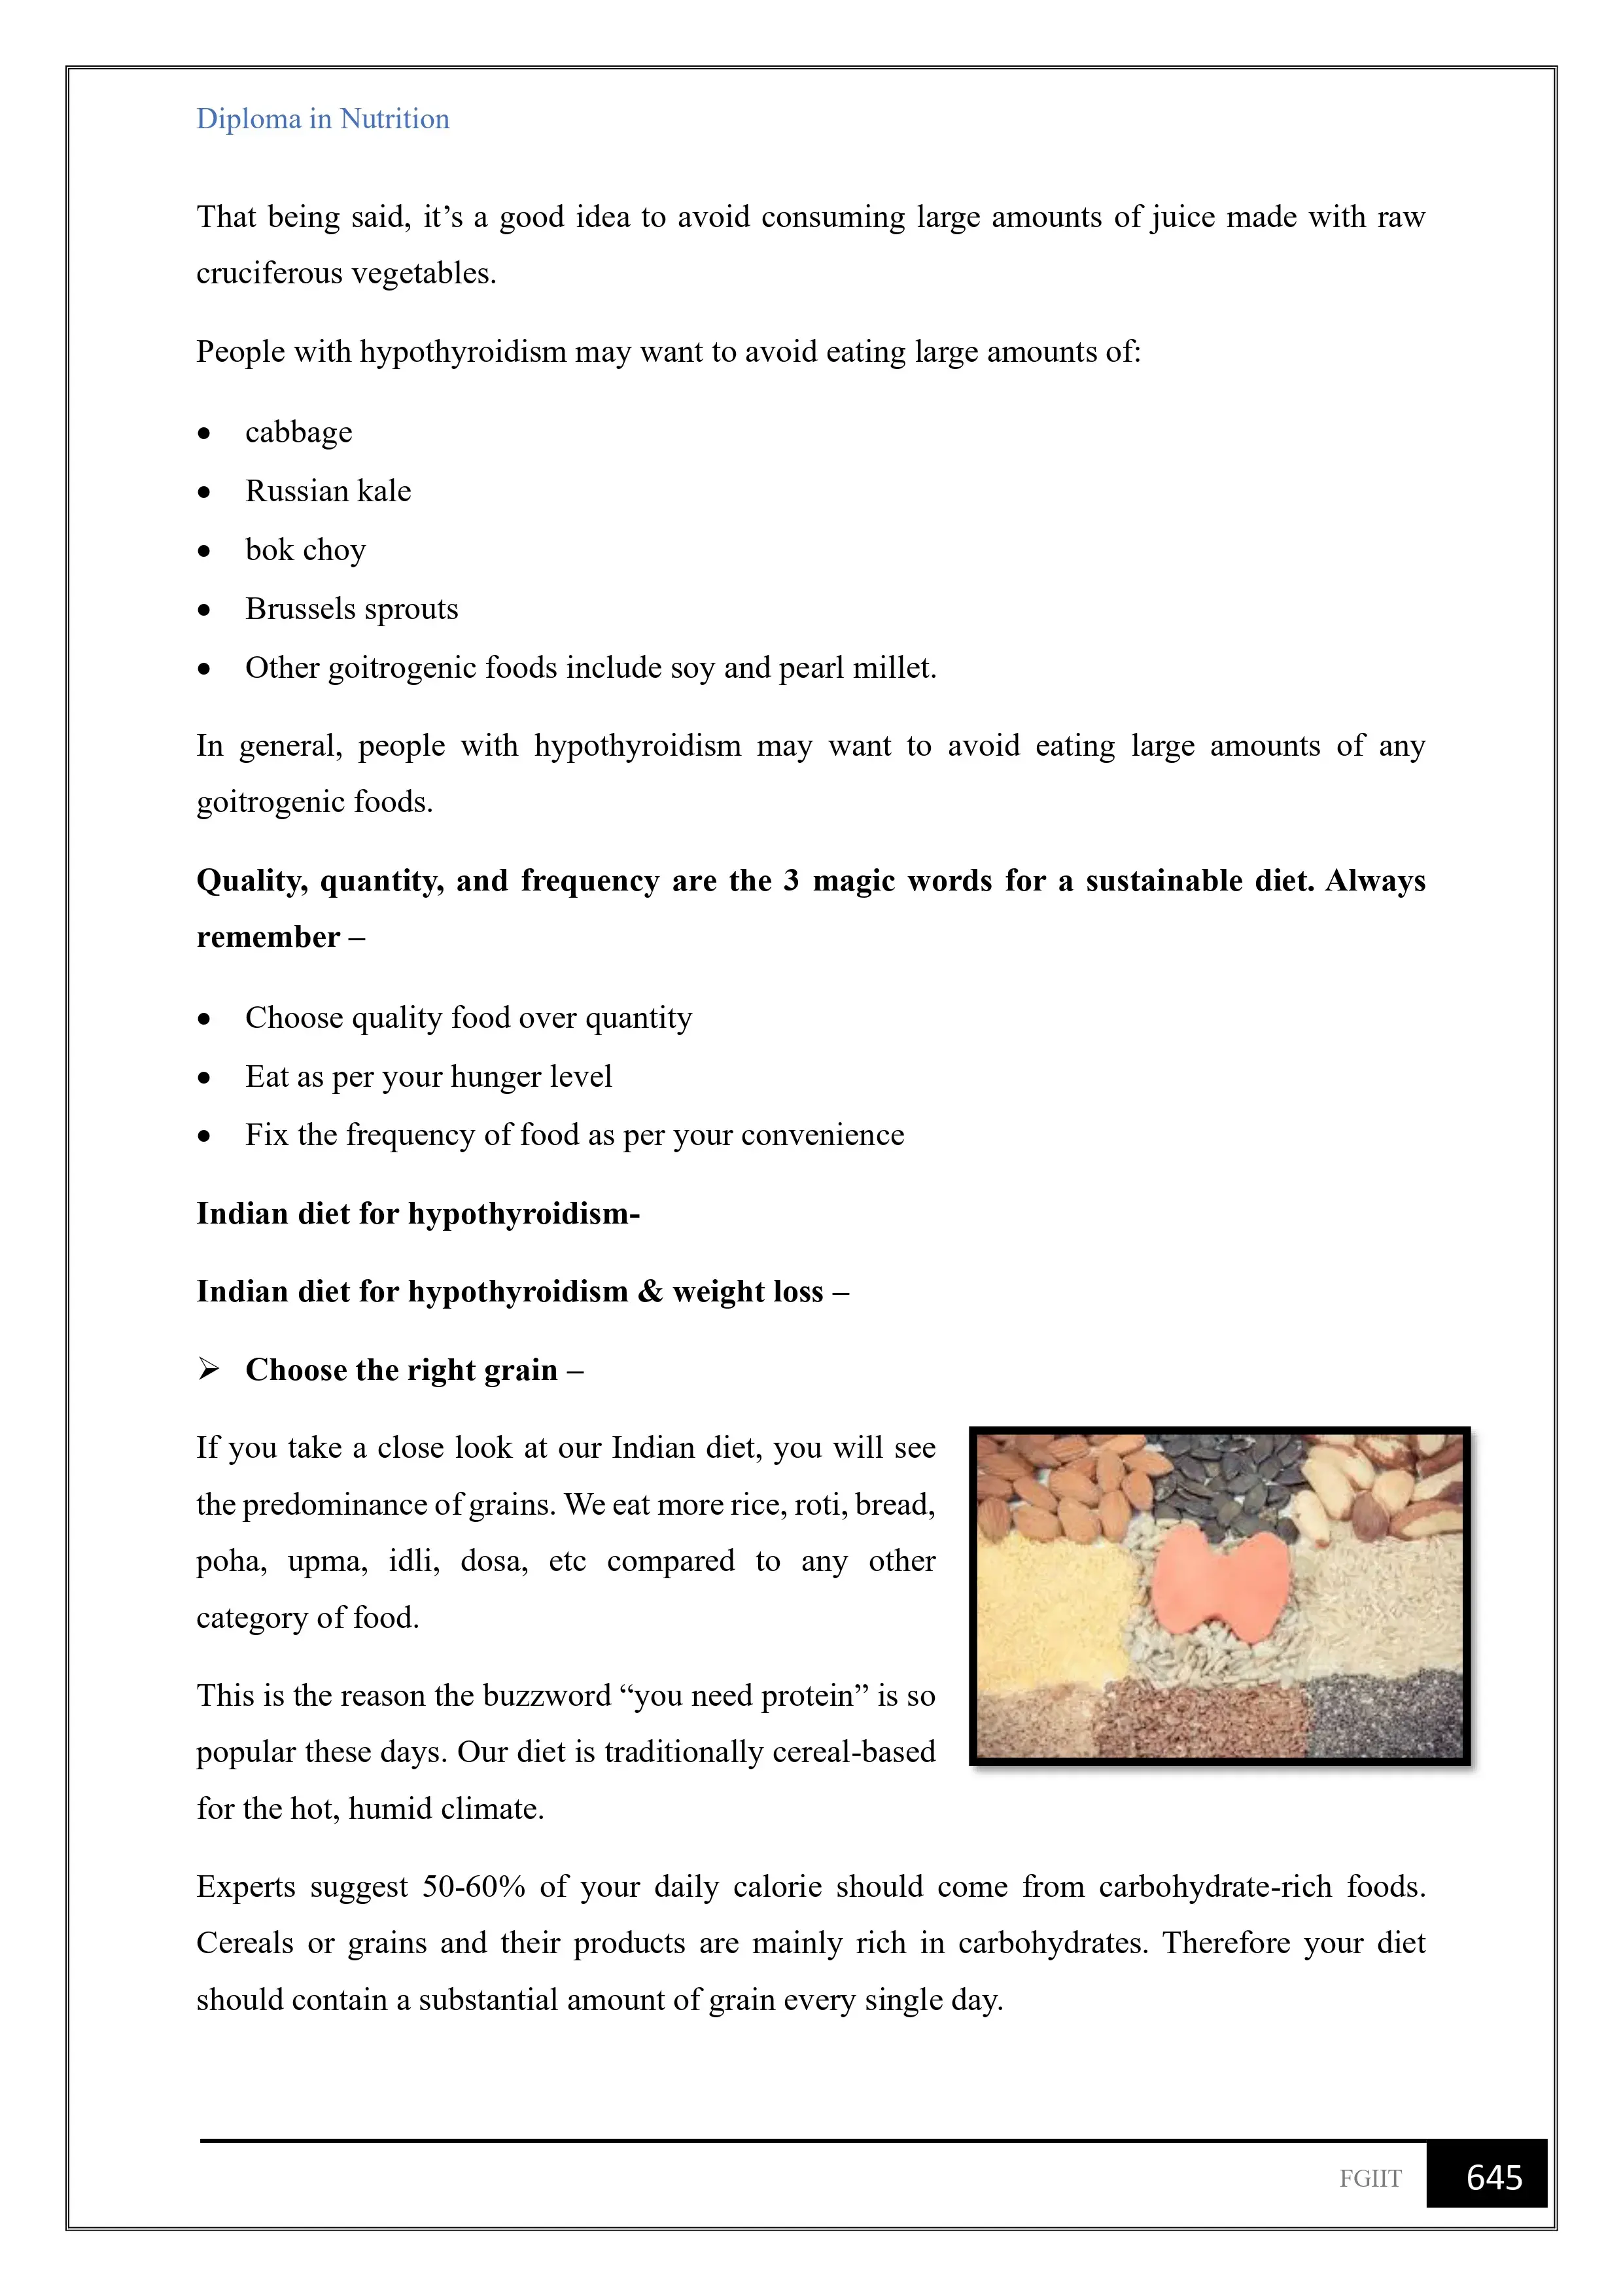 Diploma in Nutrition
That being said, it’s a good idea to avoid consuming large amounts of juice made with raw
cruciferous vegetables.
People with hypothyroidism may want to avoid eating large amounts of:
• cabbage
• Russian kale
• bok choy
• Brussels sprouts
• Other goitrogenic foods include soy and pearl millet.
In general, people with hypothyroidism may want to avoid eating large amounts of any
goitrogenic foods.
Quality, quantity, and frequency are the 3 magic words for a sustainable diet. Always
remember –
• Choose quality food over quantity
• Eat as per your hunger level
• Fix the frequency of food as per your convenience
Indian diet for hypothyroidism-
Indian diet for hypothyroidism & weight loss –
➢ Choose the right grain –
If you take a close look at our Indian diet, you will see
the predominance of grains. We eat more rice, roti, bread,
poha, upma, idli, dosa, etc compared to any other
category of food.
This is the reason the buzzword “you need protein” is so
popular these days. Our diet is traditionally cereal-based
for the hot, humid climate.
Experts suggest 50-60% of your daily calorie should come from carbohydrate-rich foods.
Cereals or grains and their products are mainly rich in carbohydrates. Therefore your diet
should contain a substantial amount of grain every single day.
FGIIT 645